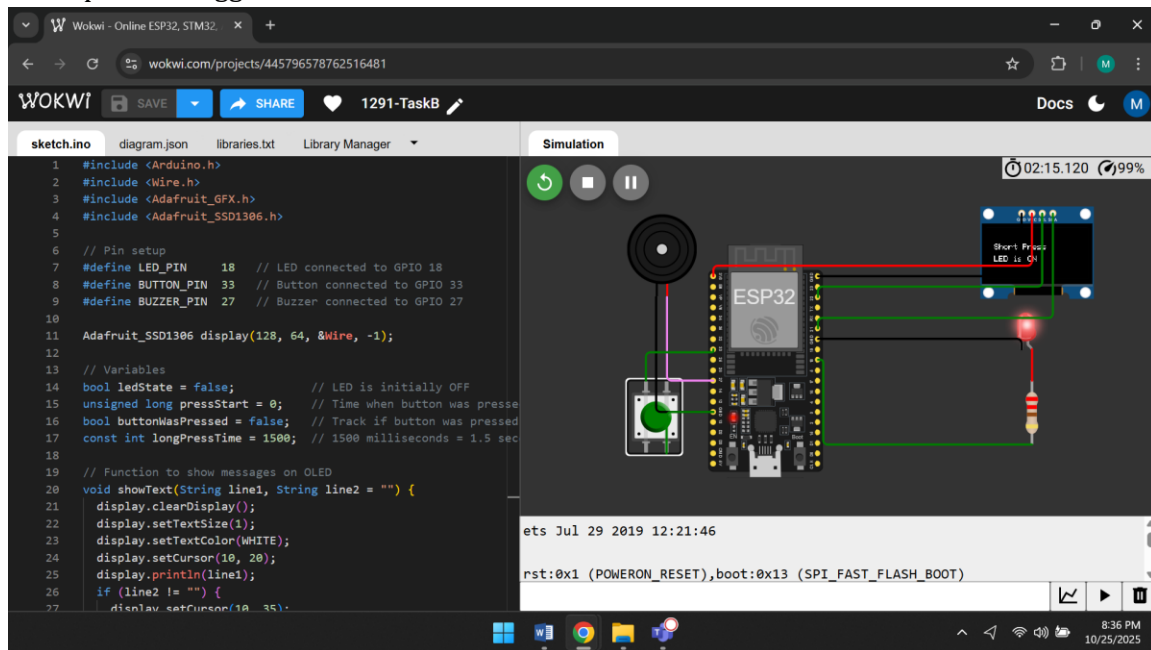 Wokwi - Online ESP32, STM32,
wokwi.com/projects/445796578762516481
M
WOKWI
SAVE
SHARE
1291-TaskB
Docs
M
sketch.ino
diagram.json
libraries.txt
Library Manager
Simulation
1 #include <Arduino.h>
2 #include <Wire.h>
3 #include <Adafruit_GFX.h>
4 #include <Adafruit_SSD1306.h>
5
6 // Pin setup
7 #define LED_PIN 18 // LED connected to GPIO 18
8 #define BUTTON_PIN 33 // Button connected to GPIO 33
9 #define BUZZER_PIN 27 // Buzzer connected to GPIO 27
10
11 Adafruit_SSD1306 display(128, 64, &Wire, -1);
12
13 // Variables
14 bool ledState = false; // LED is initially OFF
15 unsigned long pressStart = 0; // Time when button was presse
16 bool buttonWasPressed = false; // Track if button was pressed
17 const int longPressTime = 1500; // 1500 milliseconds = 1.5 sec
18
19 // Function to show messages on OLED
20 void showText(String line1, String line2 = "") {
21 display.clearDisplay();
22 display.setTextSize(1);
23 display.setTextColor(WHITE);
24 display.setCursor(10, 20);
25 display.println(line1);
26 if (line2 != "") {
27 display.setCursor(10, 35);
02:15.120 99%
Short Press
LED is ON
ESP32
ets Jul 29 2019 12:21:46
rst:0x1 (POWERON_RESET),boot:0x13 (SPI_FAST_FLASH_BOOT)
8:36 PM
10/25/2025